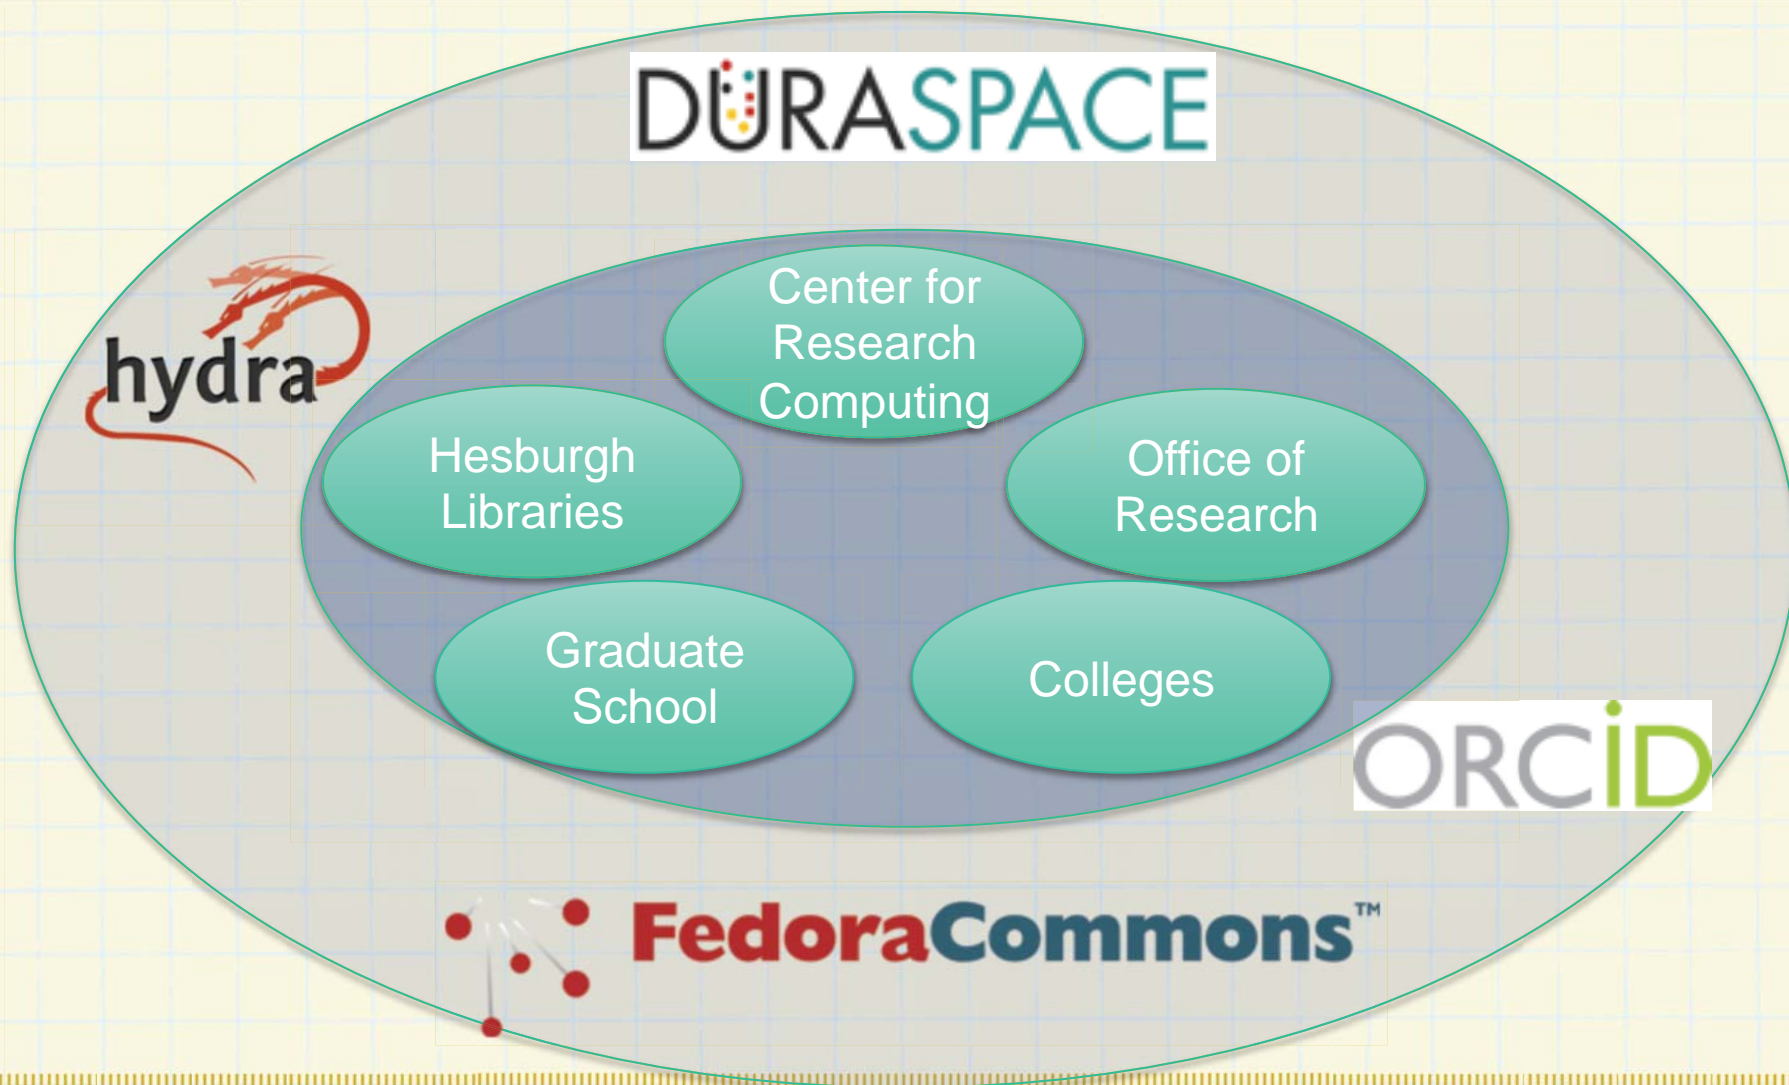 DURASPACE
hydra
Center for
Research
Computing
Hesburgh
Libraries
Office of
Research
Graduate
School
Colleges
ORCiD
FedoraCommons™